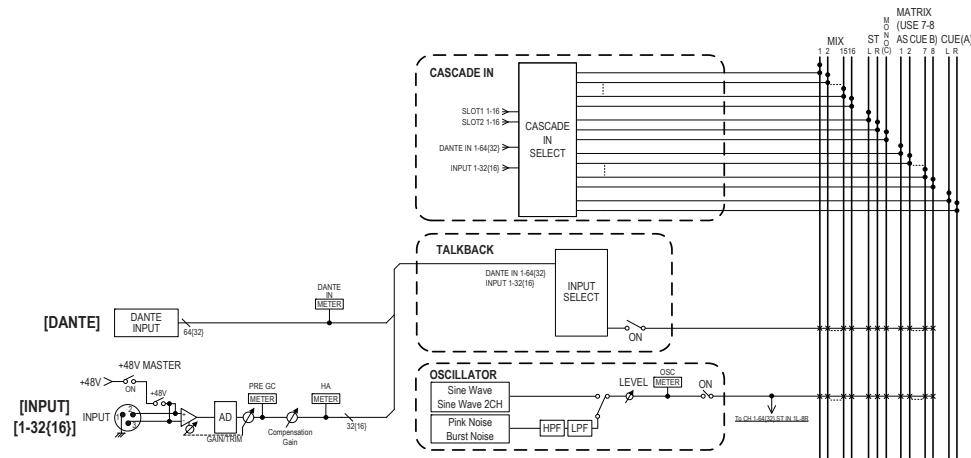 MATRIX
(USE 7-8
AS CUE B)
MIX
ST
MONO
(C)
CUE(A)
1 2 15 16 L R 1 2 7 8 L R
CASCADE IN
SLOT1 1-16
SLOT2 1-16
DANTE IN 1-64{32}
INPUT 1-32{16}
CASCADE
IN
SELECT
TALKBACK
DANTE IN 1-64{32}
INPUT 1-32{16}
INPUT
SELECT
ON
[DANTE]
DANTE
INPUT
64{32}
DANTE
IN
METER
[INPUT]
[1-32{16}]
+48V MASTER
+48V
ON
+48V
INPUT
1
2
3
+
-
AD
GAIN/TRIM
PRE GC
METER
Compensation
Gain
HA
METER
32{16}
OSCILLATOR
Sine Wave
Sine Wave 2CH
Pink Noise
Burst Noise
HPF
LPF
LEVEL
OSC
METER
ON
To CH 1-64{32},ST IN 1L-8R